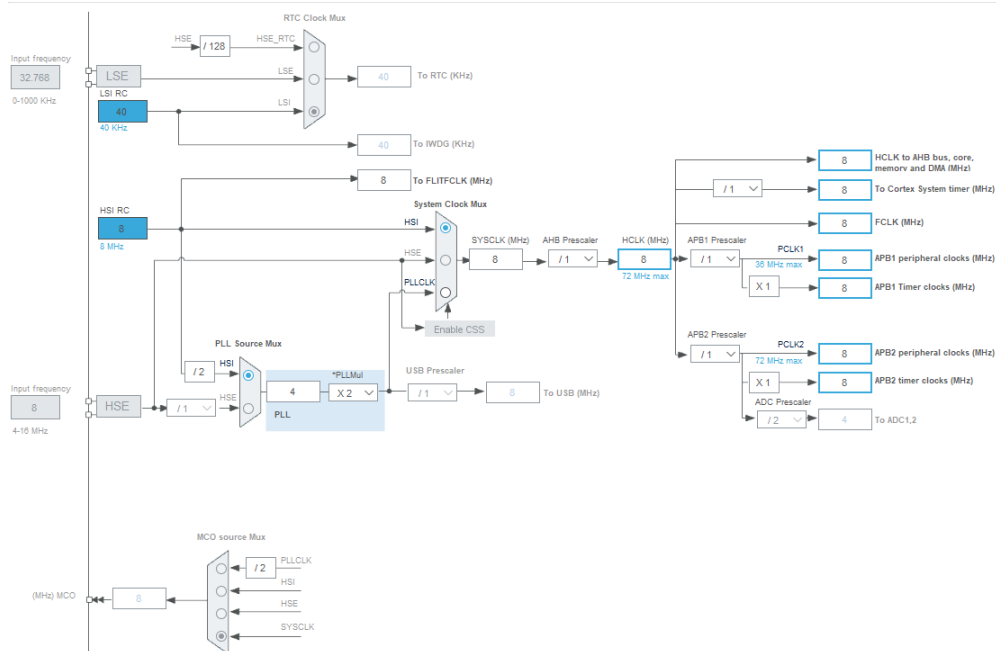 RTC Clock Mux
HSE
/ 128
HSE_RTC
Input frequency
32.768
0-1000 KHz
LSE
LSE
40
To RTC (KHz)
LSI RC
40
40 KHz
LSI
40
To IWDG (KHz)
8
To FLITFCLK (MHz)
HSI RC
8
8 MHz
System Clock Mux
HSI
HSE
PLLCLK
Enable CSS
SYSCLK (MHz)
8
AHB Prescaler
/ 1
HCLK (MHz)
8
72 MHz max
8
HCLK to AHB bus, core,
memory and DMA (MHz)
/ 1
8
To Cortex System timer (MHz)
8
FCLK (MHz)
APB1 Prescaler
/ 1
PCLK1
36 MHz max
8
APB1 peripheral clocks (MHz)
X 1
8
APB1 Timer clocks (MHz)
APB2 Prescaler
/ 1
PCLK2
72 MHz max
8
APB2 peripheral clocks (MHz)
X 1
8
APB2 timer clocks (MHz)
ADC Prescaler
/ 2
4
To ADC1,2
PLL Source Mux
/ 2
HSI
HSE
Input frequency
8
4-16 MHz
HSE
/ 1
4
*PLLMul
X 2
PLL
USB Prescaler
/ 1
8
To USB (MHz)
MCO source Mux
/ 2
PLLCLK
HSI
HSE
SYSCLK
(MHz) MCO
8